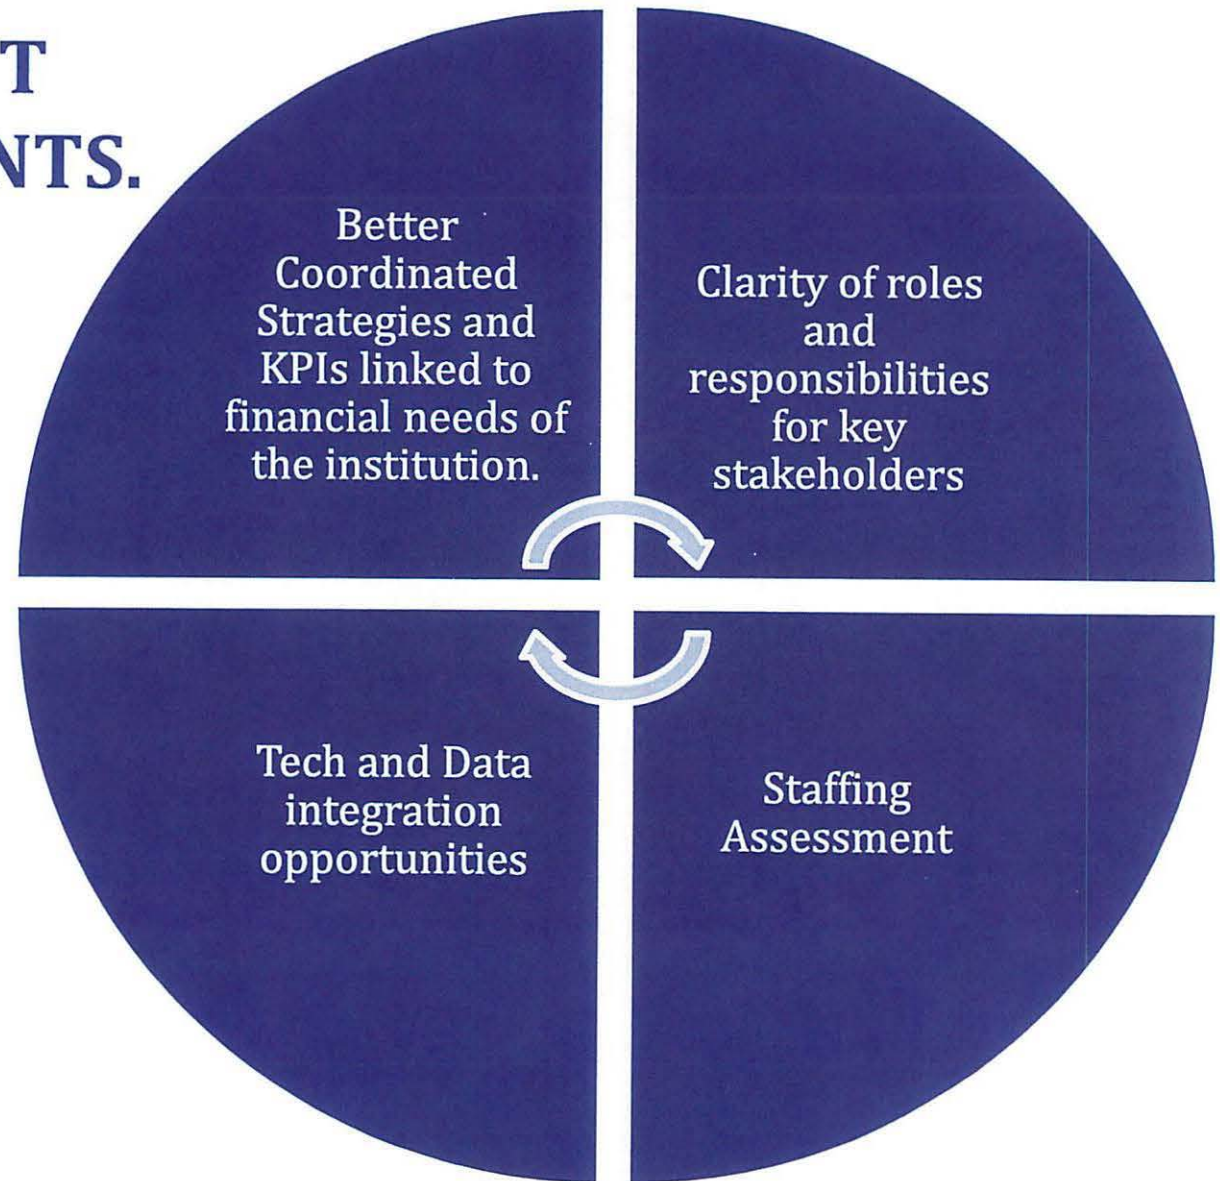 T
NTS.
Better
Coordinated
Strategies and
KPIs linked to
financial needs of
the institution.
Clarity of roles
and
responsibilities
for key
stakeholders
Tech and Data
integration
opportunities
Staffing
Assessment